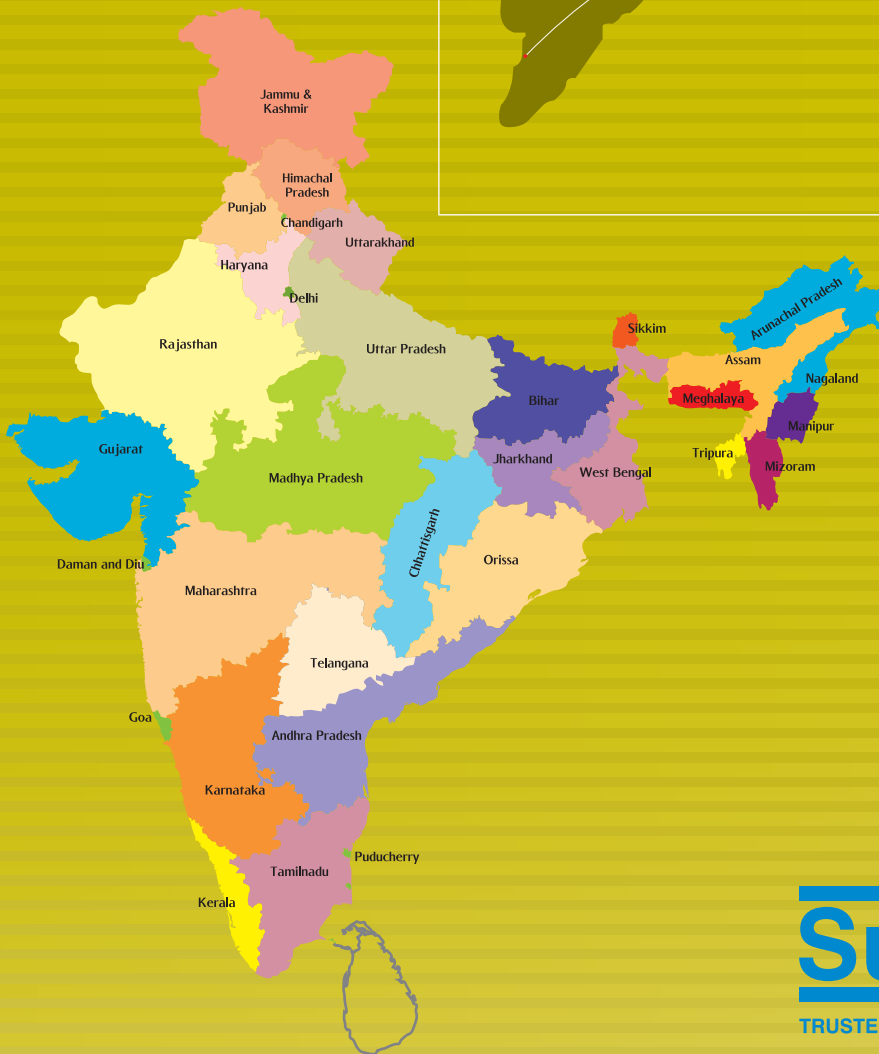 Jammu &
Kashmir
Himachal
Pradesh
Punjab
Chandigarh
Uttarakhand
Haryana
Delhi
Rajasthan
Uttar Pradesh
Sikkim
Arunachal Pradesh
Assam
Nagaland
Meghalaya
Manipur
Tripura
Mizoram
Bihar
Jharkhand
West Bengal
Gujarat
Madhya Pradesh
Chhattisgarh
Orissa
Daman and Diu
Maharashtra
Telangana
Goa
Andhra Pradesh
Karnataka
Puducherry
Tamilnadu
Kerala